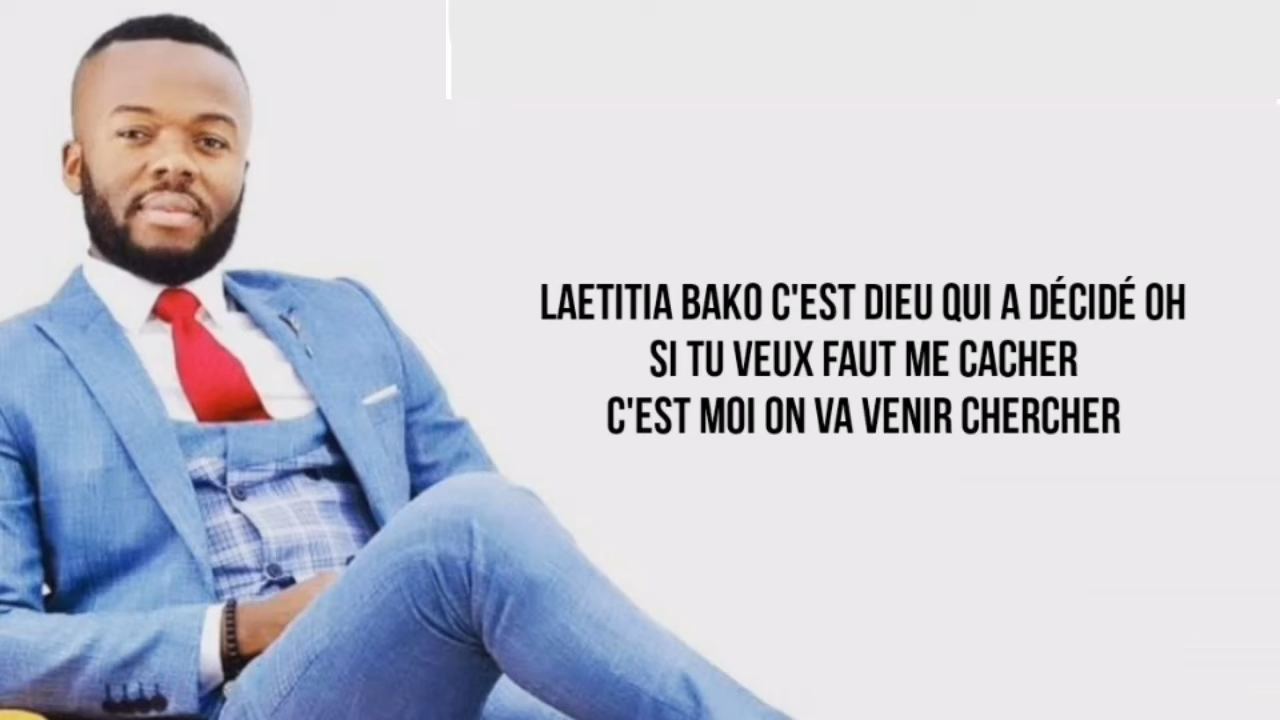 LAETITIA BAKO C'EST DIEU QUI A DÉCIDÉ OH
SI TU VEUX FAUT ME CACHER
C'EST MOI ON VA VENIR CHERCHER